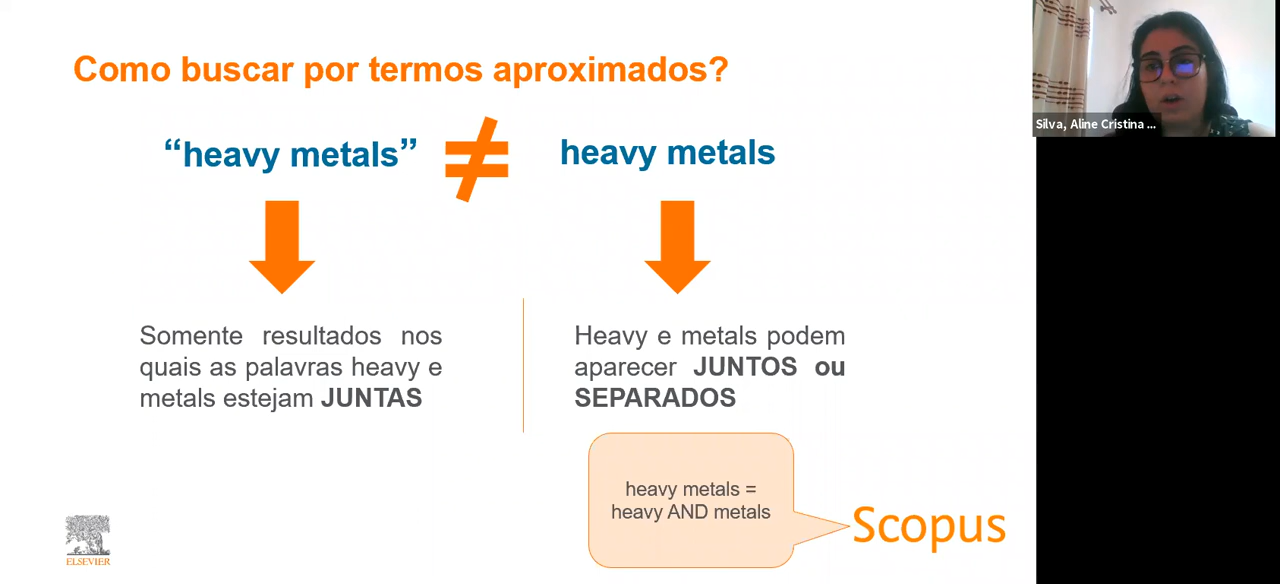 Como buscar por termos aproximados?
“heavy metals” ≠ heavy metals
Somente resultados nos
quais as palavras heavy e
metals estejam JUNTAS
Heavy e metals podem
aparecer JUNTOS ou
SEPARADOS
heavy metals =
heavy AND metals
Scopus
ELSEVIER
Silva, Aline Cristina ...